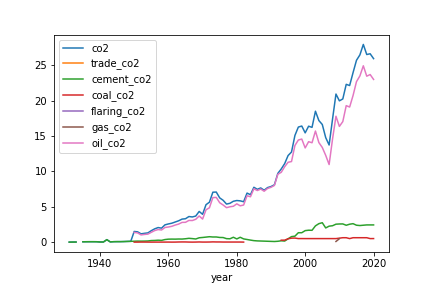 co2
trade_co2
cement_co2
coal_co2
flaring_co2
gas_co2
oil_co2
25
20
15
10
5
0
1940
1960
1980
2000
2020
year